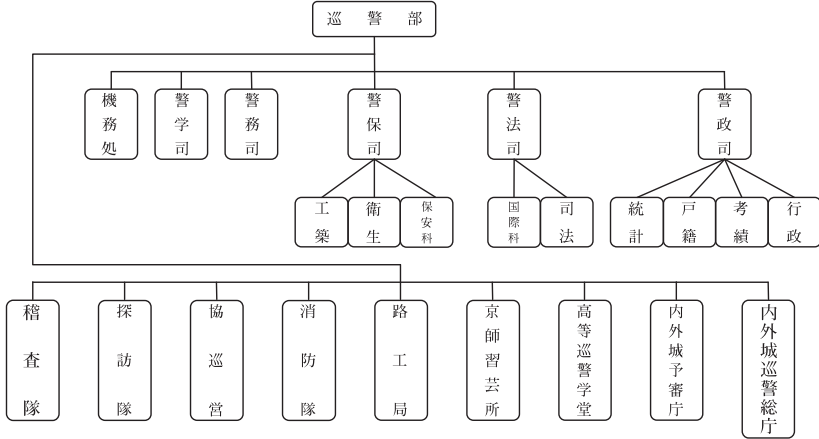 巡警部
機務処
警学司
警務司
警保司
警法司
警政司
工築
衛生
保安科
国際科
司法
統計
戸籍
考績
行政
稽査隊
探訪隊
協巡営
消防隊
路工局
京師習芸所
高等巡警学堂
内外城予審庁
内外城巡警総庁